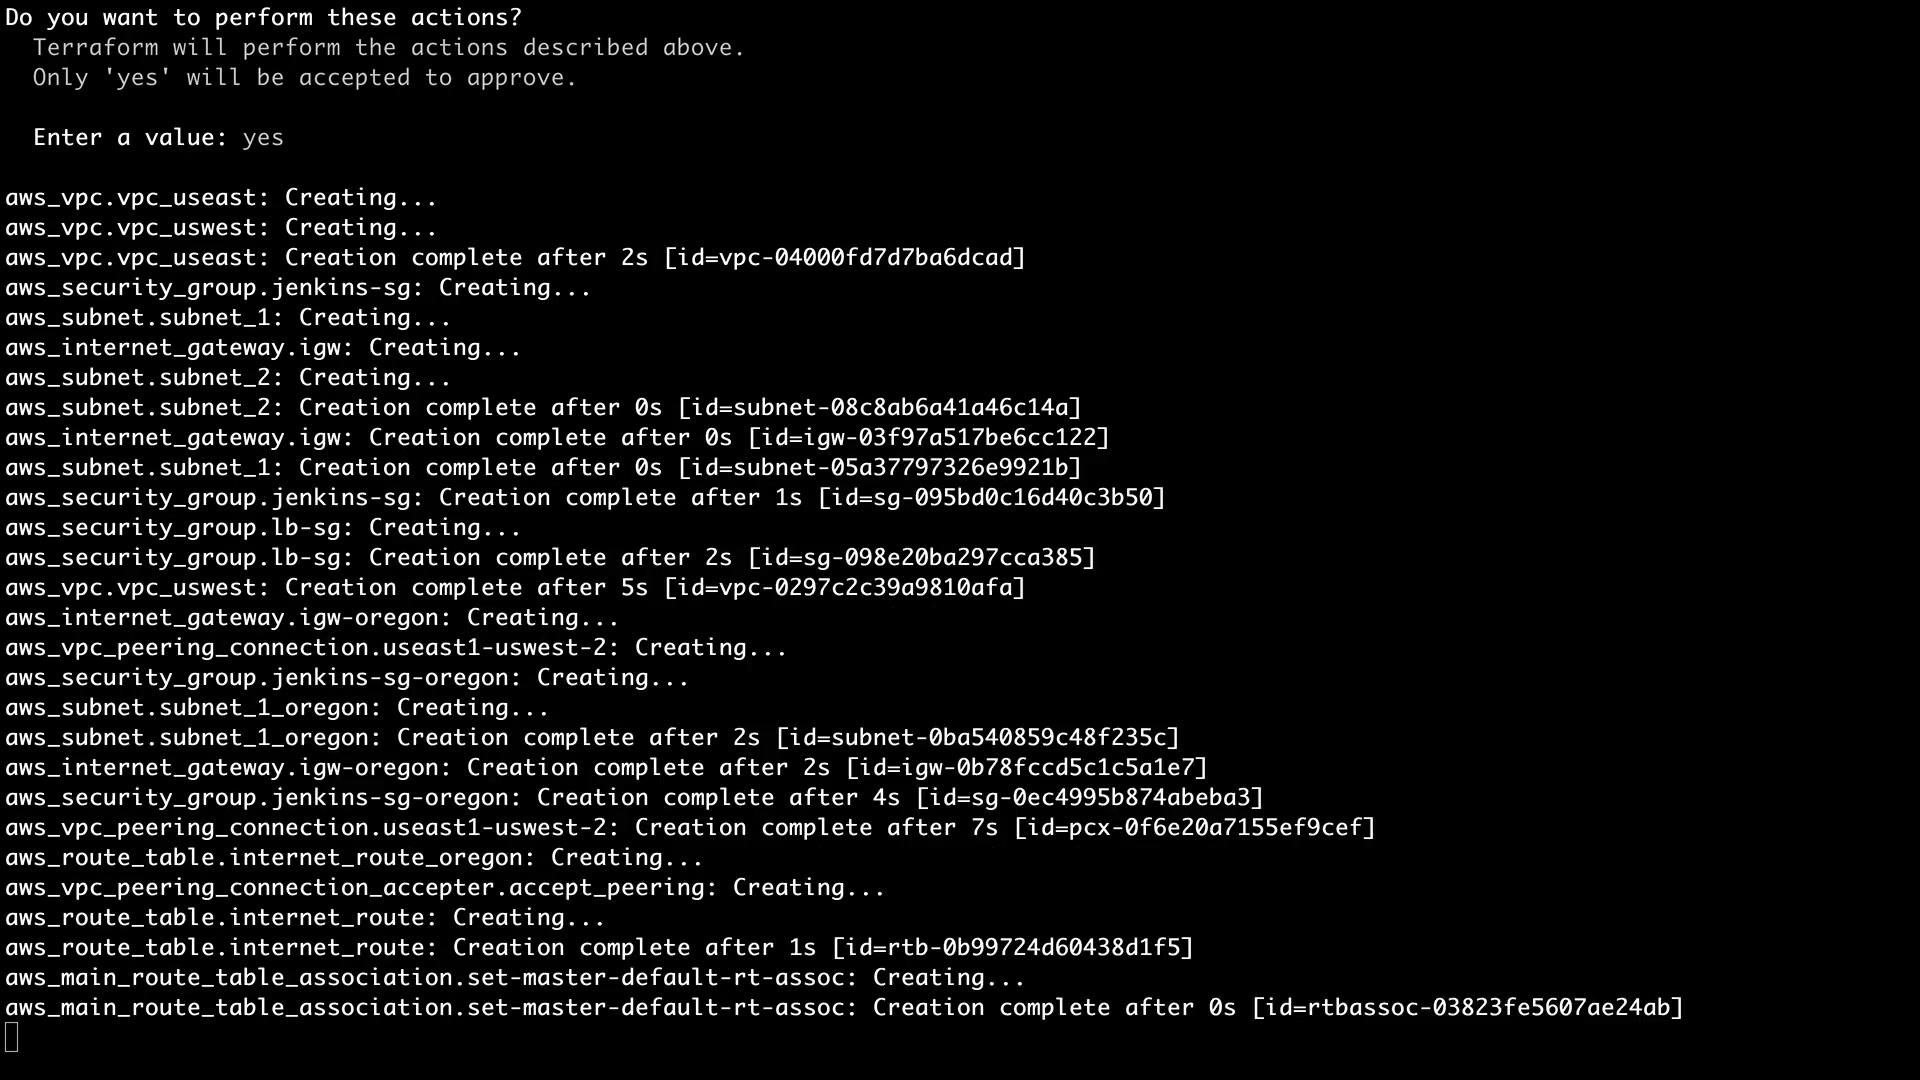 Do you want to perform these actions?
Terraform will perform the actions described above.
Only 'yes' will be accepted to approve.
Enter a value: yes
aws_vpc.vpc_useast: Creating...
aws_vpc.vpc_uswest: Creating...
aws_vpc.vpc_useast: Creation complete after 2s [id=vpc-04000fd7d7ba6dcad]
aws_security_group.jenkins-sg: Creating...
aws_subnet.subnet_1: Creating...
aws_internet_gateway.igw: Creating...
aws_subnet.subnet_2: Creating...
aws_subnet.subnet_2: Creation complete after 0s [id=subnet-08c8ab6a41a46c14a]
aws_internet_gateway.igw: Creation complete after 0s [id=igw-03f97a517be6cc122]
aws_subnet.subnet_1: Creation complete after 0s [id=subnet-05a37797326e9921b]
aws_security_group.jenkins-sg: Creation complete after 1s [id=sg-095bd0c16d40c3b50]
aws_security_group.lb-sg: Creating...
aws_security_group.lb-sg: Creation complete after 2s [id=sg-098e20ba297cca385]
aws_vpc.vpc_uswest: Creation complete after 5s [id=vpc-0297c2c39a9810afa]
aws_internet_gateway.igw-oregon: Creating...
aws_vpc_peering_connection.useast1-uswest-2: Creating...
aws_security_group.jenkins-sg-oregon: Creating...
aws_subnet.subnet_1_oregon: Creating...
aws_subnet.subnet_1_oregon: Creation complete after 2s [id=subnet-0ba540859c48f235c]
aws_internet_gateway.igw-oregon: Creation complete after 2s [id=igw-0b78fccd5c1c5a1e7]
aws_security_group.jenkins-sg-oregon: Creation complete after 4s [id=sg-0ec4995b874abeba3]
aws_vpc_peering_connection.useast1-uswest-2: Creation complete after 7s [id=pcx-0f6e20a7155ef9cef]
aws_route_table.internet_route_oregon: Creating...
aws_vpc_peering_connection_accepter.accept_peering: Creating...
aws_route_table.internet_route: Creating...
aws_route_table.internet_route: Creation complete after 1s [id=rtb-0b99724d60438d1f5]
aws_main_route_table_association.set-master-default-rt-assoc: Creating...
aws_main_route_table_association.set-master-default-rt-assoc: Creation complete after 0s [id=rtbassoc-03823fe5607ae24ab]